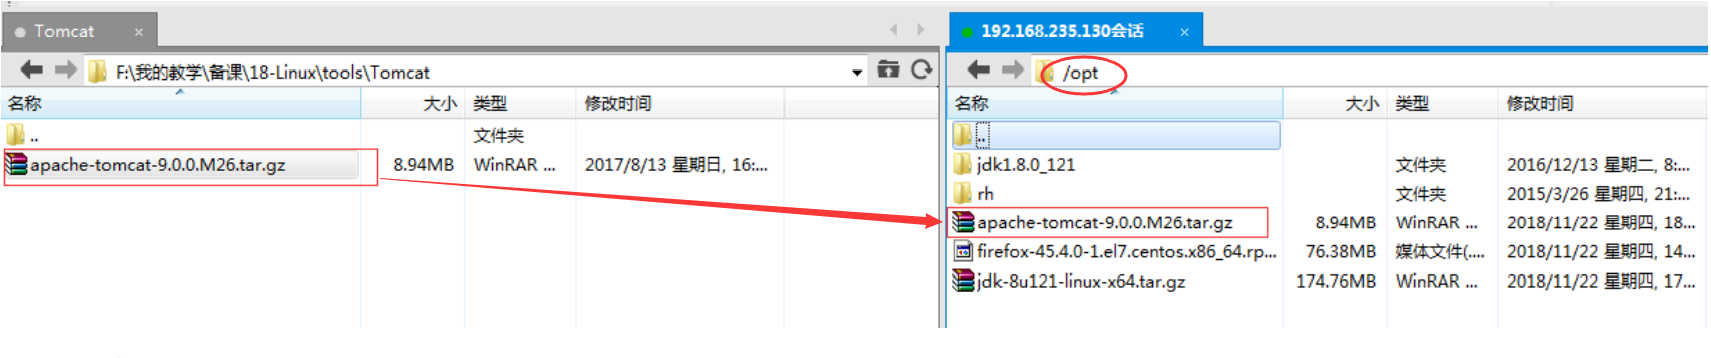 Tomcat ×
F:\我的教学\备课\18-Linux\tools\Tomcat
名称 大小 类型 修改时间
.. 文件夹
apache-tomcat-9.0.0.M26.tar.gz 8.94MB WinRAR ... 2017/8/13 星期日, 16:...
192.168.235.130会话 ×
/opt
名称 大小 类型 修改时间
..
jdk1.8.0_121 文件夹 2016/12/13 星期二, 8:...
rh 文件夹 2015/3/26 星期四, 21:...
apache-tomcat-9.0.0.M26.tar.gz 8.94MB WinRAR ... 2018/11/22 星期四, 18...
firefox-45.4.0-1.el7.centos.x86_64.rp... 76.38MB 媒体文件(.... 2018/11/22 星期四, 14...
jdk-8u121-linux-x64.tar.gz 174.76MB WinRAR ... 2018/11/22 星期四, 17...